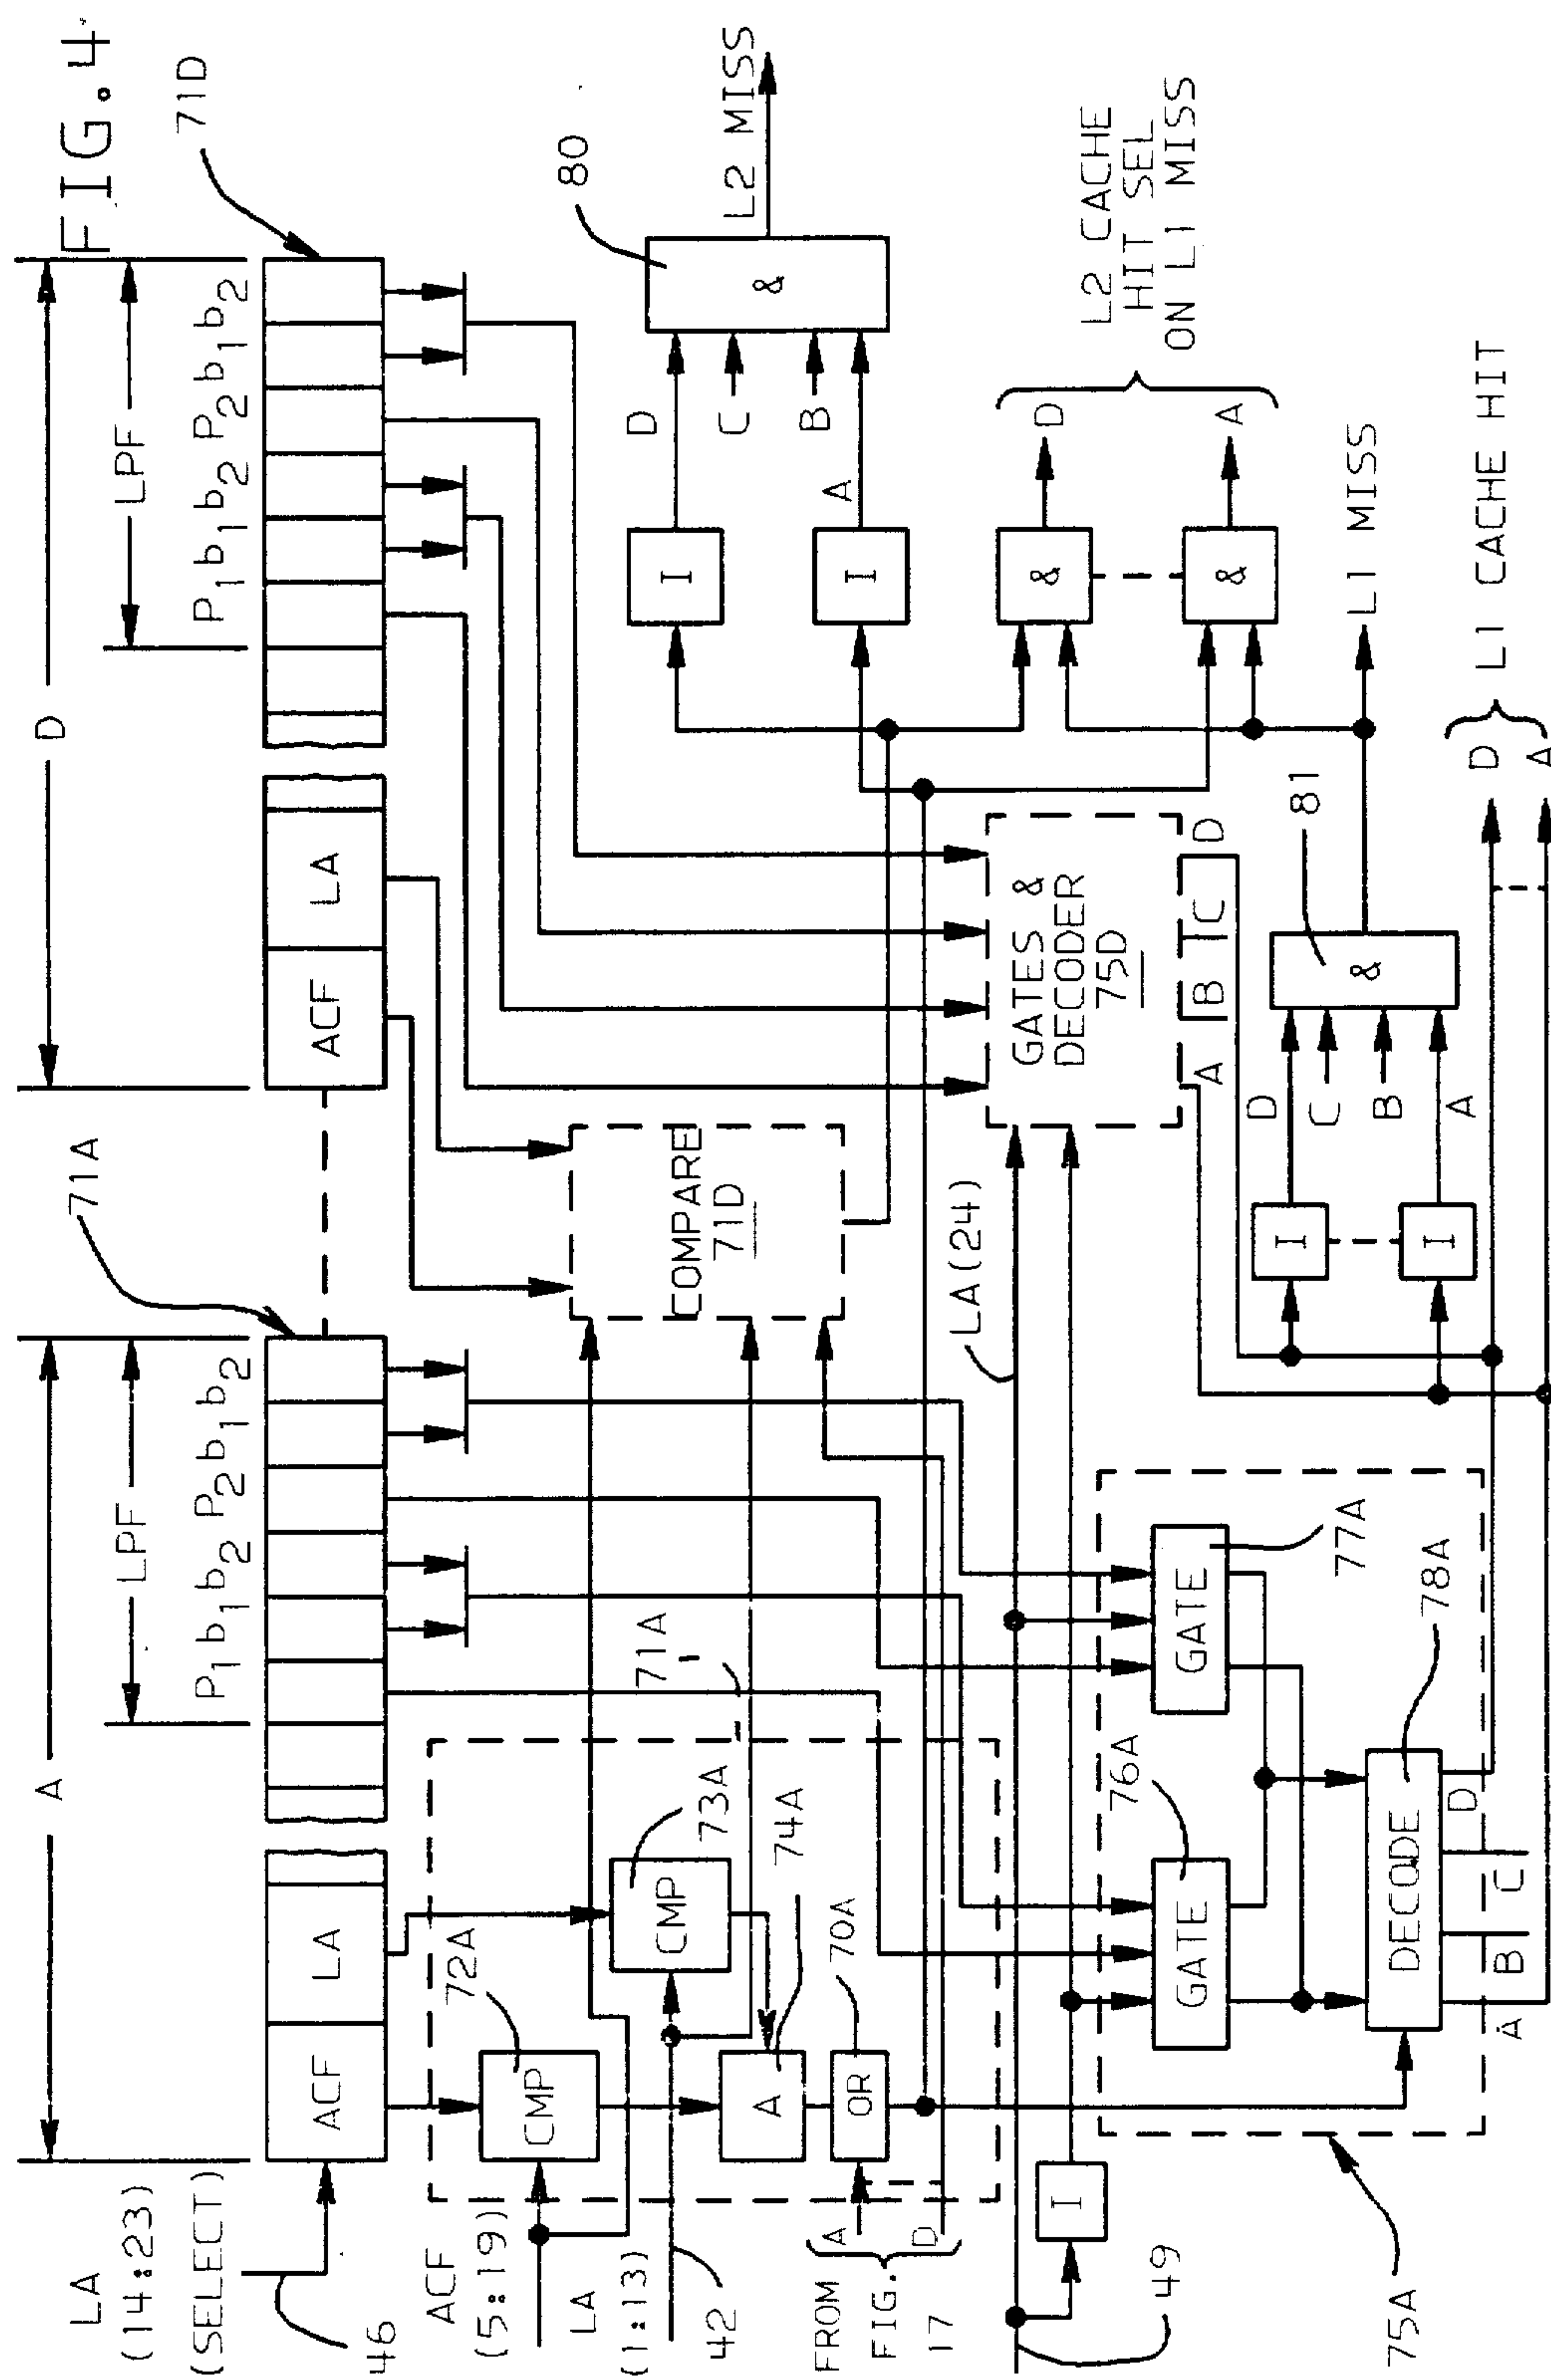 FIG. 4
A
D
LPF
LPF
71A
71D
P1 b1 b2 P2 b1 b2
P1 b1 b2 P2 b1 b2
LA
(14:23)
(SELECT)
46
ACF
LA
ACF
LA
ACF
(5:19)
LA
(1:13)
42
72A
CMP
73A
CMP
74A
A
70A
OR
71A'
COMPARE
71D
FROM
FIG.
17
A
D
LA(24)
49
I
75A
76A
GATE
77A
GATE
78A
DECODE
A
B
C
D
GATES &
DECODER
75D
A
B
C
D
I
I
D
C
B
A
&
81
I
I
D
C
B
A
&
80
L2 MISS
&
&
D
A
L2 CACHE
HIT SEL
ON L1 MISS
L1 MISS
D
A
L1 CACHE HIT